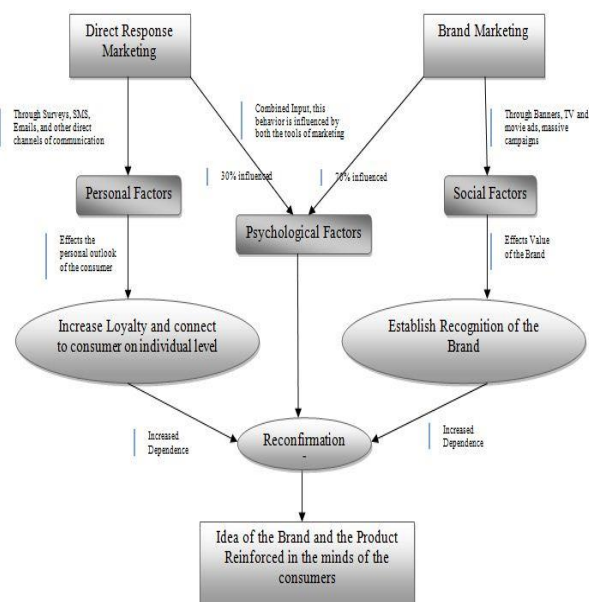 Direct Response
Marketing
Brand Marketing
Through Surveys, SMS,
Emails, and other direct
channels of communication
Combined Input, this
behavior is influenced by
both the tools of marketing
Through Banners, TV and
movie ads, massive
campaigns
30% influenced
70% influenced
Personal Factors
Social Factors
Psychological Factors
Effects the
personal outlook
of the consumer
Effects Value
of the Brand
Increase Loyalty and connect
to consumer on individual level
Establish Recognition of the
Brand
Increased
Dependence
Reconfirmation
-
Increased
Dependence
Idea of the Brand and the Product
Reinforced in the minds of the
consumers